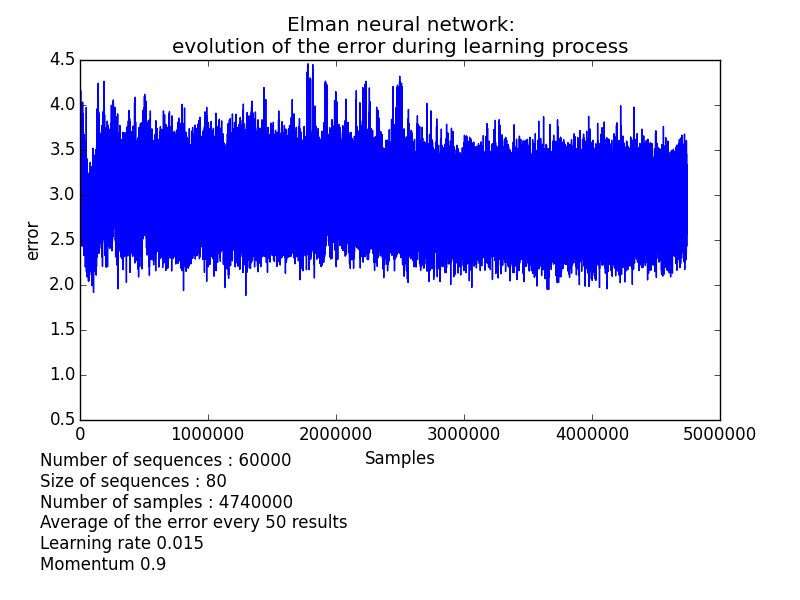 Elman neural network:
evolution of the error during learning process
4.5
4.0
3.5
3.0
2.5
2.0
1.5
1.0
0.5
error
0 1000000 2000000 3000000 4000000 5000000
Samples
Number of sequences : 60000
Size of sequences : 80
Number of samples : 4740000
Average of the error every 50 results
Learning rate 0.015
Momentum 0.9